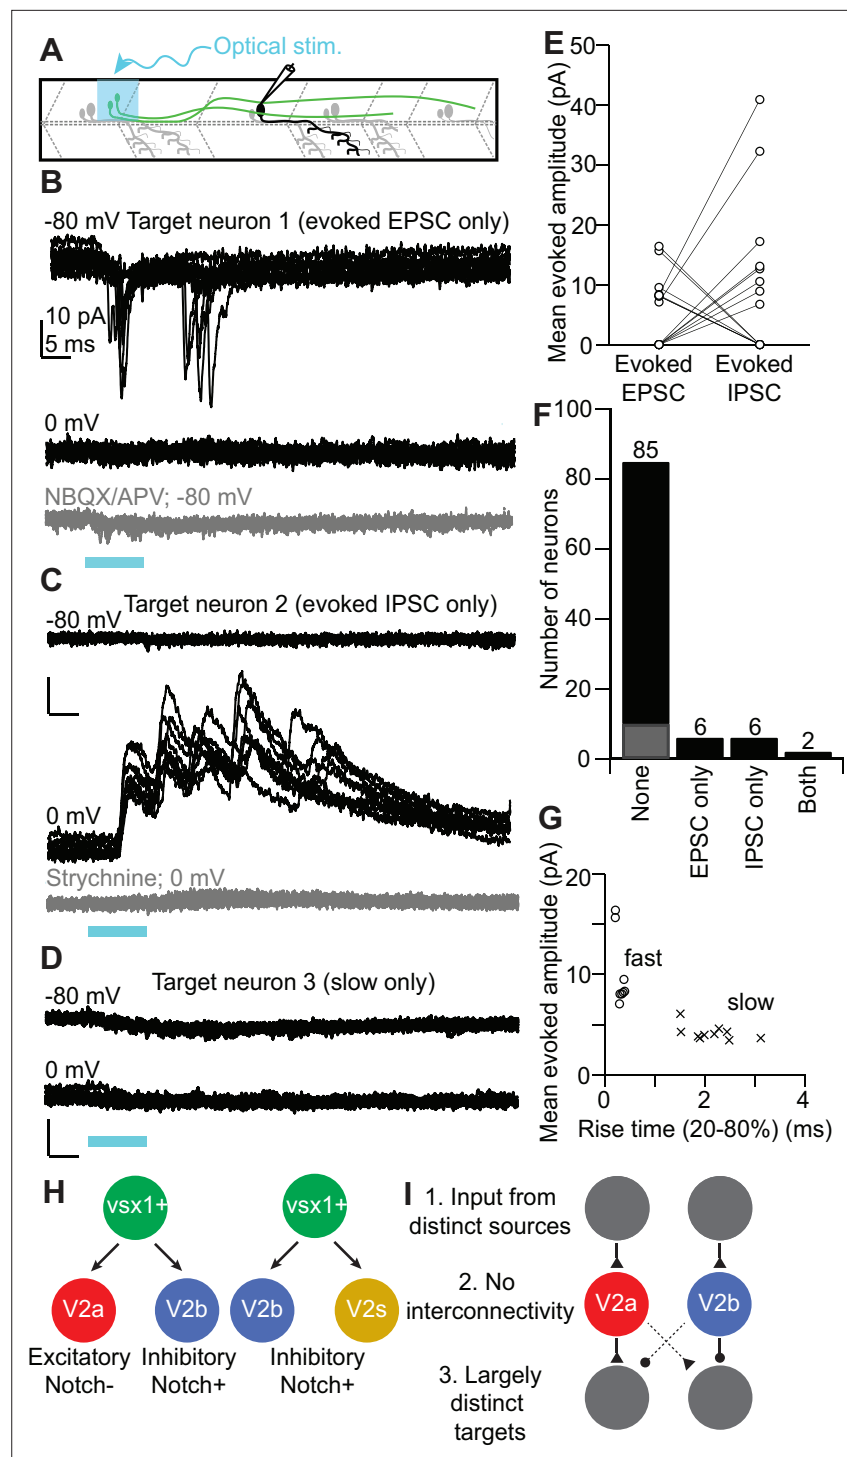 A
Optical stim.
B
-80 mV Target neuron 1 (evoked EPSC only)
10 pA
5 ms
0 mV
NBQX/APV; -80 mV
C
Target neuron 2 (evoked IPSC only)
-80 mV
0 mV
Strychnine; 0 mV
D
Target neuron 3 (slow only)
-80 mV
0 mV
E
Mean evoked amplitude (pA)
50
40
30
20
10
0
Evoked EPSC
Evoked IPSC
F
Number of neurons
100
80
60
40
20
0
85
6
6
2
None
EPSC only
IPSC only
Both
G
Mean evoked amplitude (pA)
20
10
0
fast
slow
0
2
4
Rise time (20-80%) (ms)
H
vsx1+
vsx1+
V2a
V2b
V2b
V2s
Excitatory
Notch-
Inhibitory
Notch+
Inhibitory
Notch+
I
1. Input from
distinct sources
2. No
interconnectivity
V2a
V2b
3. Largely
distinct
targets